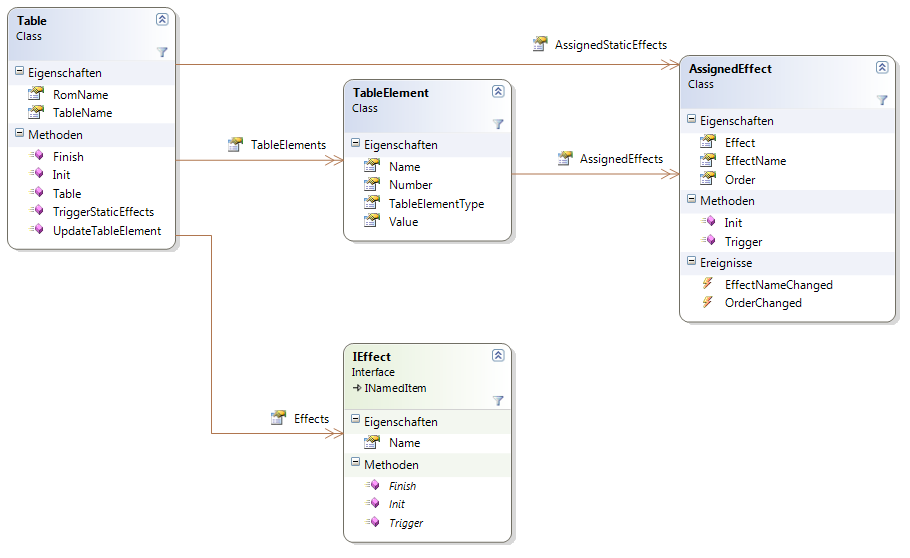 Table
Class
Eigenschaften
RomName
TableName
Methoden
Finish
Init
Table
TriggerStaticEffects
UpdateTableElement
AssignedStaticEffects
TableElements
TableElement
Class
Eigenschaften
Name
Number
TableElementType
Value
AssignedEffects
AssignedEffect
Class
Eigenschaften
Effect
EffectName
Order
Methoden
Init
Trigger
Ereignisse
EffectNameChanged
OrderChanged
Effects
IEffect
Interface
INamedItem
Eigenschaften
Name
Methoden
Finish
Init
Trigger